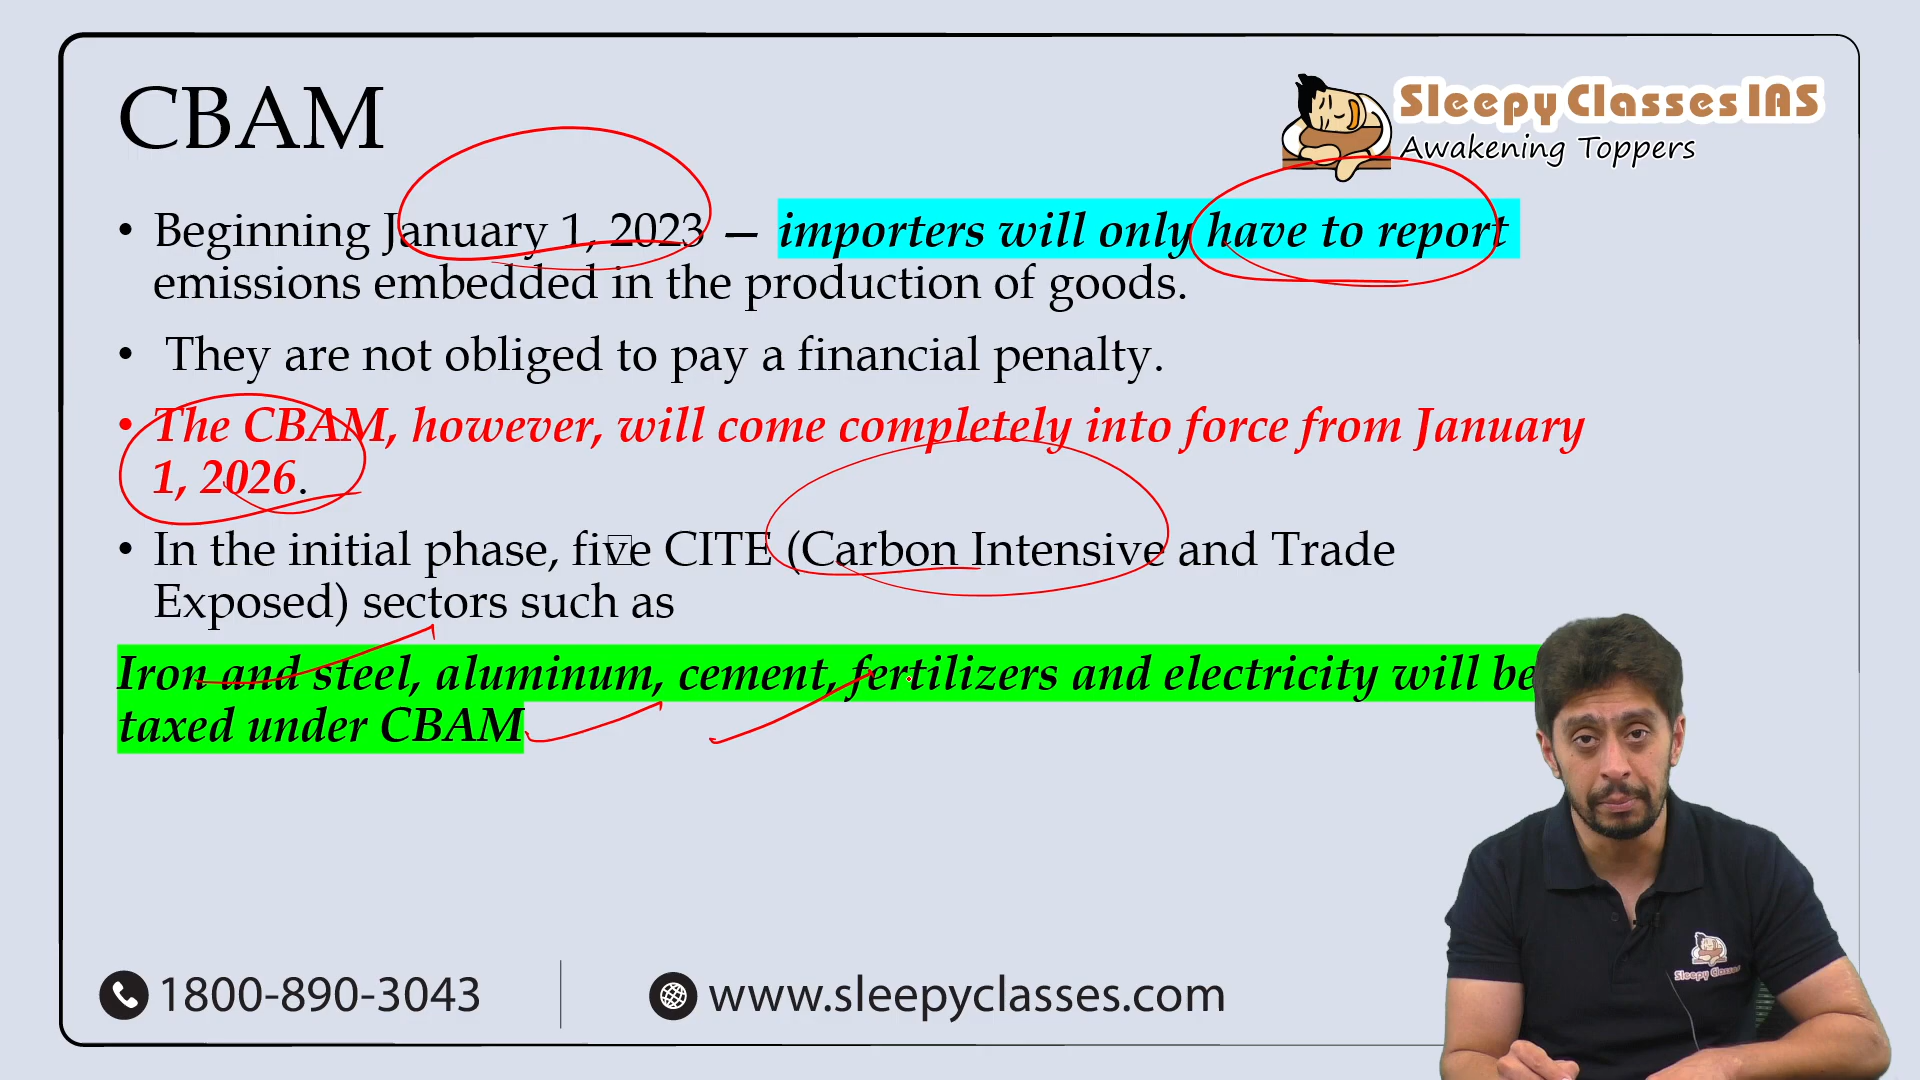 CBAM
Sleepy Classes IAS
Awakening Toppers
• Beginning January 1, 2023 — importers will only have to report
emissions embedded in the production of goods.
• They are not obliged to pay a financial penalty.
• The CBAM, however, will come completely into force from January
1, 2026.
• In the initial phase, five CITE (Carbon Intensive and Trade
Exposed) sectors such as
Iron and steel, aluminum, cement, fertilizers and electricity will be
taxed under CBAM
Sleepy Classes
1800-890-3043
www.sleepyclasses.com